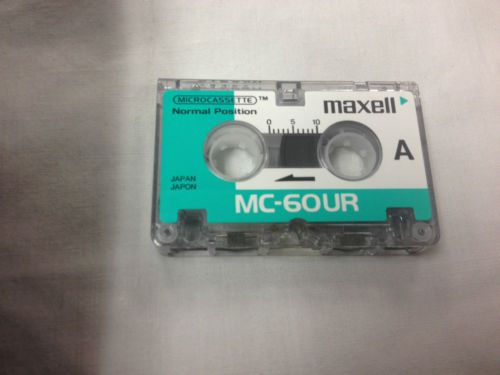 MICROCASSETTE™
Normal Position
maxell
0 5 10
A
JAPAN
JAPON
MC-60UR